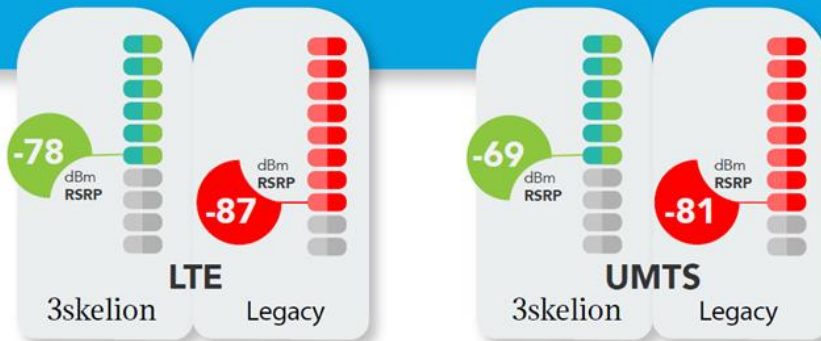 -78
dBm
RSRP
-87
dBm
RSRP
LTE
3skelion
Legacy
-69
dBm
RSRP
-81
dBm
RSRP
UMTS
3skelion
Legacy